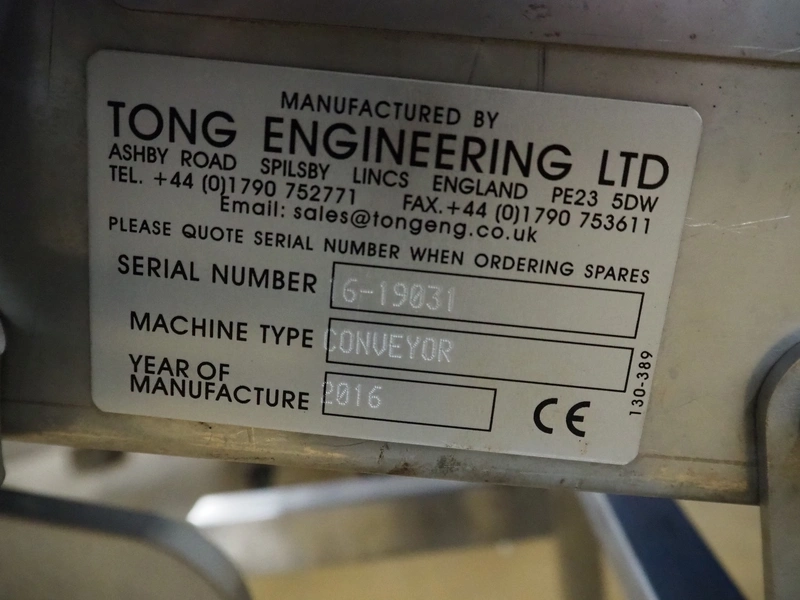 MANUFACTURED BY
TONG ENGINEERING LTD
ASHBY ROAD SPILSBY LINCS ENGLAND PE23 5DW
TEL. +44 (0)1790 752771 FAX.+44 (0)1790 753611
Email: sales@tongeng.co.uk
PLEASE QUOTE SERIAL NUMBER WHEN ORDERING SPARES
SERIAL NUMBER 6-19031
MACHINE TYPE CONVEYOR
YEAR OF
MANUFACTURE 2016
CE
130-389